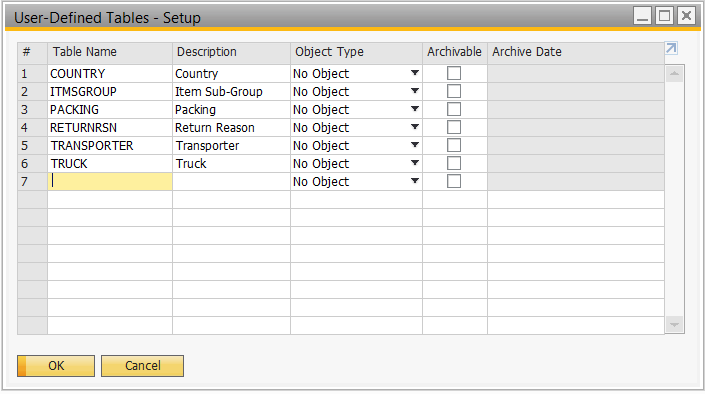 User-Defined Tables - Setup
# Table Name Description Object Type Archivable Archive Date
1 COUNTRY Country No Object
2 ITMSGROUP Item Sub-Group No Object
3 PACKING Packing No Object
4 RETURNRSN Return Reason No Object
5 TRANSPORTER Transporter No Object
6 TRUCK Truck No Object
7 No Object
OK Cancel